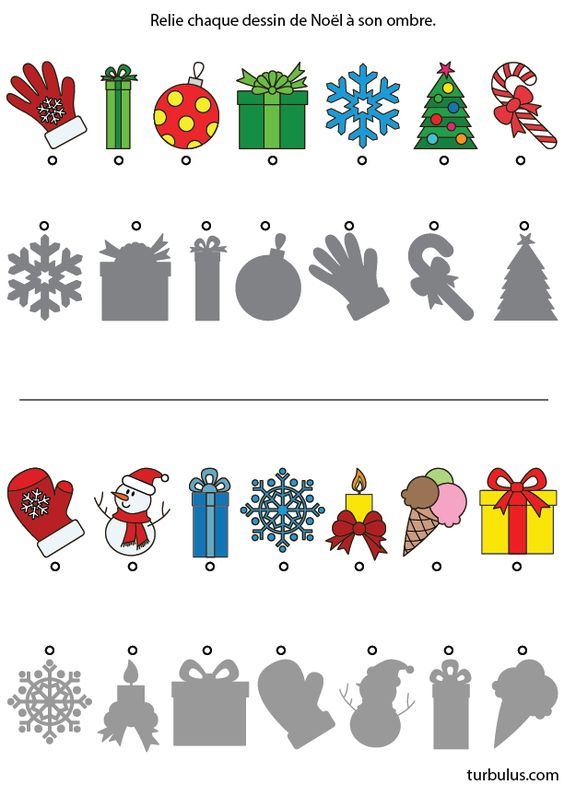 Relie chaque dessin de Noël à son ombre.
turbulus.com